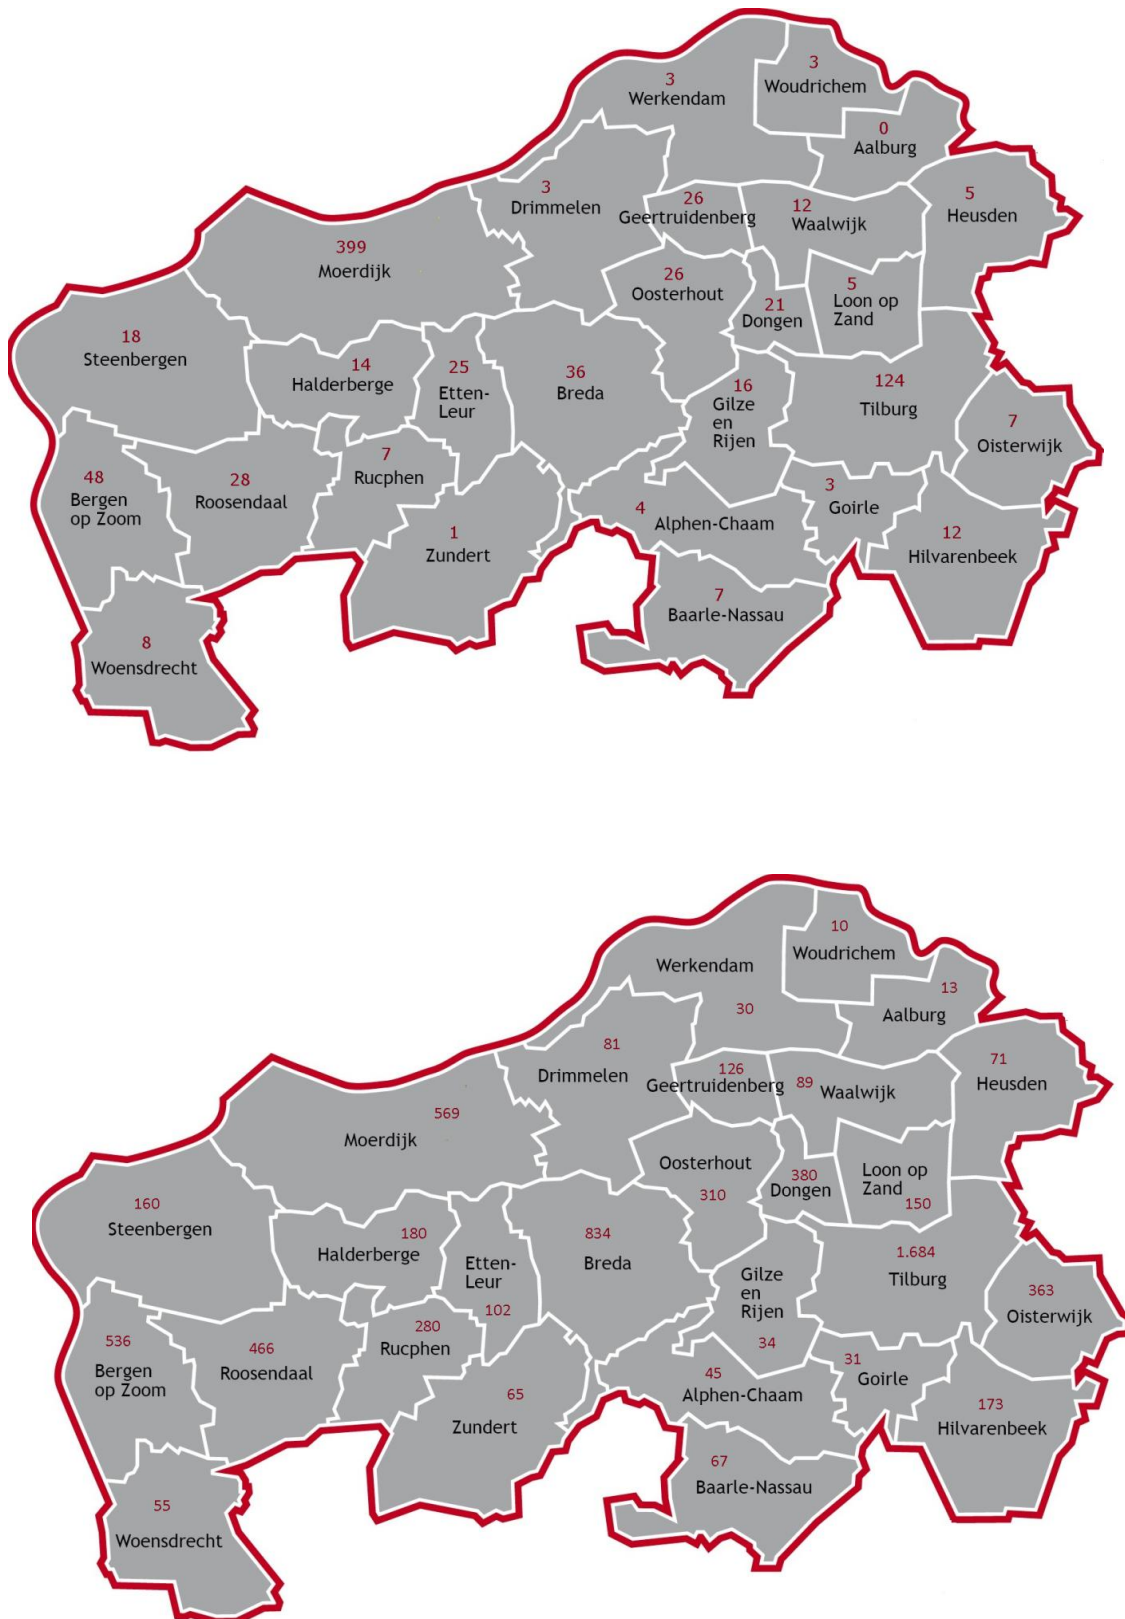 3
Werkendam
3
Woudrichem
0
Aalburg
3
Drimmelen
26
Geertruidenberg
12
Waalwijk
5
Heusden
399
Moerdijk
26
Oosterhout
21
Dongen
5
Loon op
Zand
18
Steenbergen
14
Halderberge
25
Etten-
Leur
36
Breda
16
Gilze
en
Rijen
124
Tilburg
7
Oisterwijk
48
Bergen
op Zoom
28
Roosendaal
7
Rucphen
1
Zundert
4
Alphen-Chaam
3
Goirle
12
Hilvarenbeek
7
Baarle-Nassau
8
Woensdrecht
10
Woudrichem
Werkendam
30
13
Aalburg
81
Drimmelen
126
Geertruidenberg
89
Waalwijk
71
Heusden
569
Moerdijk
Oosterhout
310
380
Dongen
Loon op
Zand
150
160
Steenbergen
180
Halderberge
Etten-
Leur
102
834
Breda
Gilze
en
Rijen
34
1.684
Tilburg
363
Oisterwijk
536
Bergen
op Zoom
466
Roosendaal
280
Rucphen
65
Zundert
45
Alphen-Chaam
31
Goirle
173
Hilvarenbeek
67
Baarle-Nassau
55
Woensdrecht